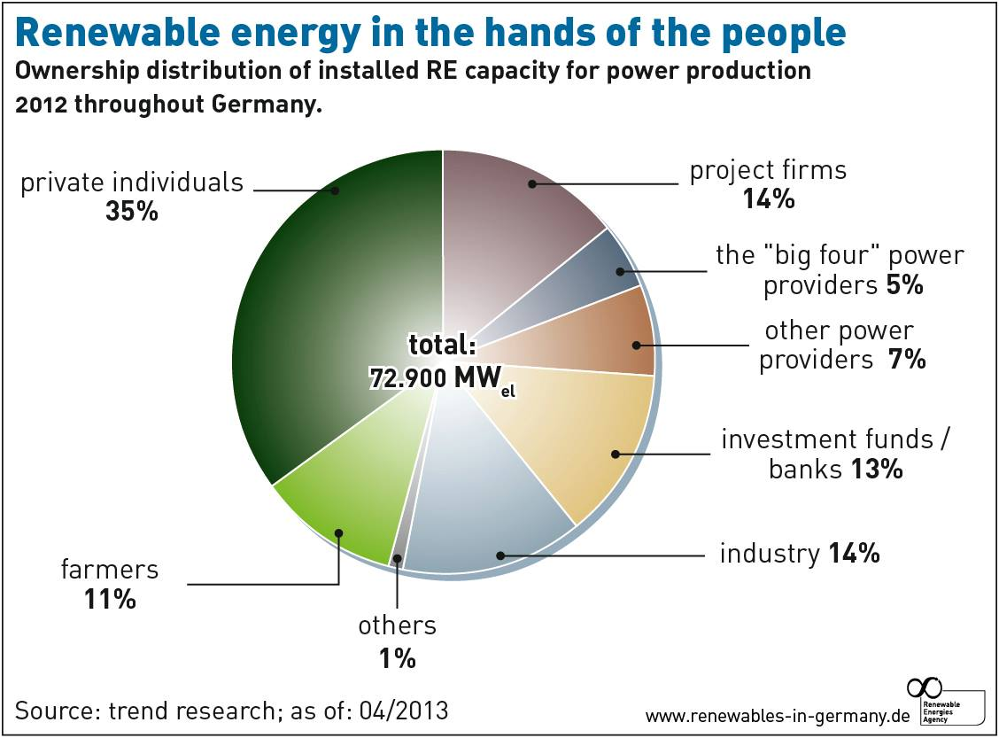 Renewable energy in the hands of the people
Ownership distribution of installed RE capacity for power production
2012 throughout Germany.
private individuals
35%
project firms
14%
the "big four" power
providers 5%
other power
providers 7%
total:
72.900 MWel
investment funds /
banks 13%
industry 14%
farmers
11%
others
1%
Source: trend research; as of: 04/2013
www.renewables-in-germany.de
Renewable
Energies
Agency